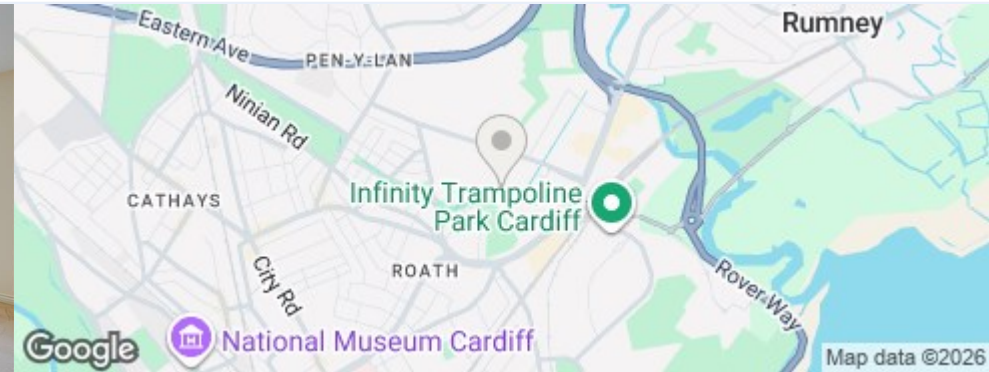 Rumney
Eastern Ave
PEN-Y-LAN
Ninian Rd
CATHAYS
Infinity Trampoline
Park Cardiff
ROATH
City Rd
Rover Way
National Museum Cardiff
Google
Map data ©2026